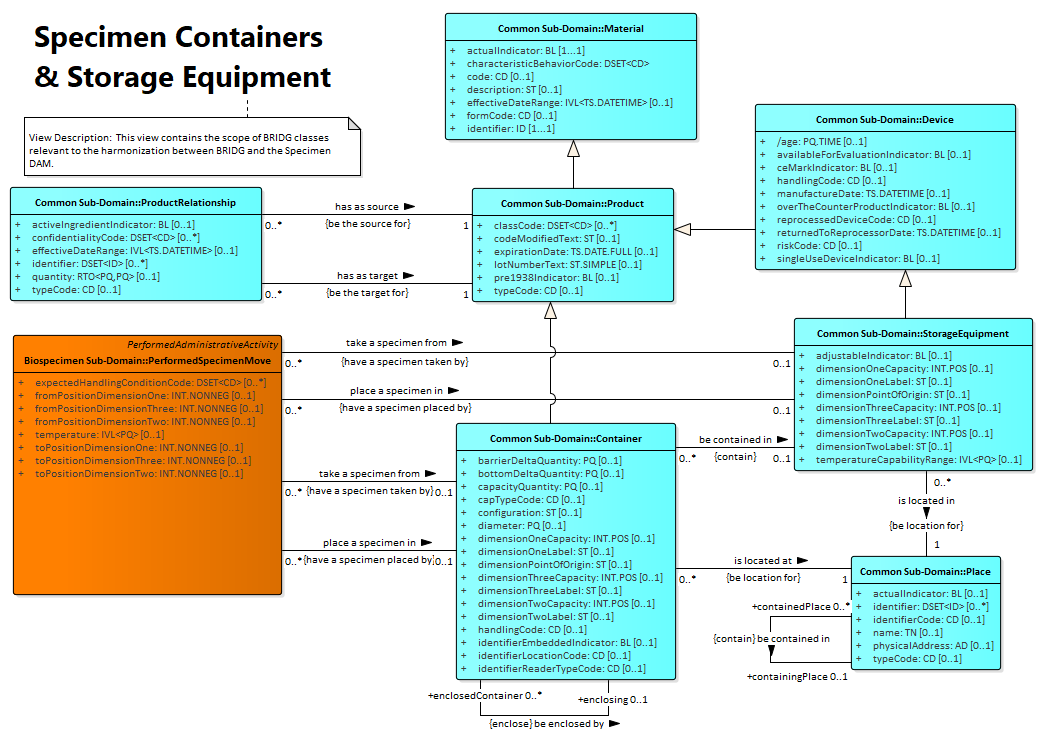 Specimen Containers
& Storage Equipment
View Description:  This view contains the scope of BRIDG classes
relevant to the harmonization between BRIDG and the Specimen
DAM.
Common Sub-Domain::Material
+ actualIndicator: BL [1...1]
+ characteristicBehaviorCode: DSET<CD>
+ code: CD [0..1]
+ description: ST [0..1]
+ effectiveDateRange: IVL<TS.DATETIME> [0..1]
+ formCode: CD [0..1]
+ identifier: ID [1...1]
Common Sub-Domain::Device
+ /age: PQ.TIME [0..1]
+ availableForEvaluationIndicator: BL [0..1]
+ ceMarkIndicator: BL [0..1]
+ handlingCode: CD [0..1]
+ manufactureDate: TS.DATETIME [0..1]
+ overTheCounterProductIndicator: BL [0..1]
+ reprocessedDeviceCode: CD [0..1]
+ returnedToReprocessorDate: TS.DATETIME [0..1]
+ riskCode: CD [0..1]
+ singleUseDeviceIndicator: BL [0..1]
Common Sub-Domain::ProductRelationship
+ activeIngredientIndicator: BL [0..1]
+ confidentialityCode: DSET<CD> [0..*]
+ effectiveDateRange: IVL<TS.DATETIME> [0..1]
+ identifier: DSET<ID> [0..*]
+ quantity: RTO<PQ,PQ> [0..1]
+ typeCode: CD [0..1]
has as source
0..* {be the source for} 1
has as target
0..* {be the target for} 1
Common Sub-Domain::Product
+ classCode: DSET<CD> [0..*]
+ codeModifiedText: ST [0..1]
+ expirationDate: TS.DATE.FULL [0..1]
+ lotNumberText: ST.SIMPLE [0..1]
+ pre1938Indicator: BL [0..1]
+ typeCode: CD [0..1]
PerformedAdministrativeActivity
Biospecimen Sub-Domain::PerformedSpecimenMove
+ expectedHandlingConditionCode: DSET<CD> [0..*]
+ fromPositionDimensionOne: INT.NONNEG [0..1]
+ fromPositionDimensionThree: INT.NONNEG [0..1]
+ fromPositionDimensionTwo: INT.NONNEG [0..1]
+ temperature: IVL<PQ> [0..1]
+ toPositionDimensionOne: INT.NONNEG [0..1]
+ toPositionDimensionThree: INT.NONNEG [0..1]
+ toPositionDimensionTwo: INT.NONNEG [0..1]
take a specimen from
0..* {have a specimen taken by} 0..1
place a specimen in
0..* {have a specimen placed by} 0..1
take a specimen from
0..* {have a specimen taken by} 0..1
place a specimen in
0..* {have a specimen placed by} 0..1
Common Sub-Domain::StorageEquipment
+ adjustableIndicator: BL [0..1]
+ dimensionOneCapacity: INT.POS [0..1]
+ dimensionOneLabel: ST [0..1]
+ dimensionPointOfOrigin: ST [0..1]
+ dimensionThreeCapacity: INT.POS [0..1]
+ dimensionThreeLabel: ST [0..1]
+ dimensionTwoCapacity: INT.POS [0..1]
+ dimensionTwoLabel: ST [0..1]
+ temperatureCapabilityRange: IVL<PQ> [0..1]
Common Sub-Domain::Container
+ barrierDeltaQuantity: PQ [0..1]
+ bottomDeltaQuantity: PQ [0..1]
+ capacityQuantity: PQ [0..1]
+ capTypeCode: CD [0..1]
+ configuration: ST [0..1]
+ diameter: PQ [0..1]
+ dimensionOneCapacity: INT.POS [0..1]
+ dimensionOneLabel: ST [0..1]
+ dimensionPointOfOrigin: ST [0..1]
+ dimensionThreeCapacity: INT.POS [0..1]
+ dimensionThreeLabel: ST [0..1]
+ dimensionTwoCapacity: INT.POS [0..1]
+ dimensionTwoLabel: ST [0..1]
+ handlingCode: CD [0..1]
+ identifierEmbeddedIndicator: BL [0..1]
+ identifierLocationCode: CD [0..1]
+ identifierReaderTypeCode: CD [0..1]
be contained in
0..* {contain} 0..1
0..*
is located in
{be location for}
1
is located at
0..* {be location for} 1
Common Sub-Domain::Place
+ actualIndicator: BL [0..1]
+ identifier: DSET<ID> [0..*]
+ identifierCode: CD [0..1]
+ name: TN [0..1]
+ physicalAddress: AD [0..1]
+ typeCode: CD [0..1]
+containedPlace 0..*
{contain} be contained in
+containingPlace 0..1
+enclosedContainer 0..*
+enclosing 0..1
{enclose} be enclosed by